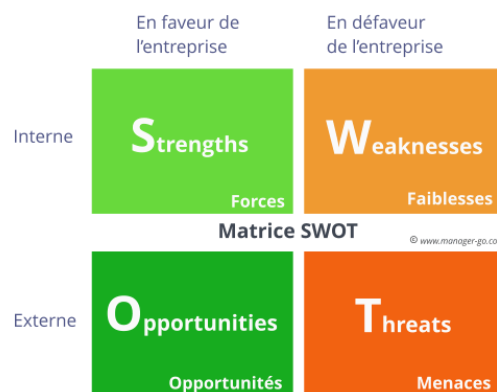 En faveur de
l'entreprise
En défaveur
de l'entreprise
Interne
Strengths
Forces
Weaknesses
Faiblesses
Matrice SWOT
© www.manager-go.co
Externe
Opportunities
Opportunités
Threats
Menaces